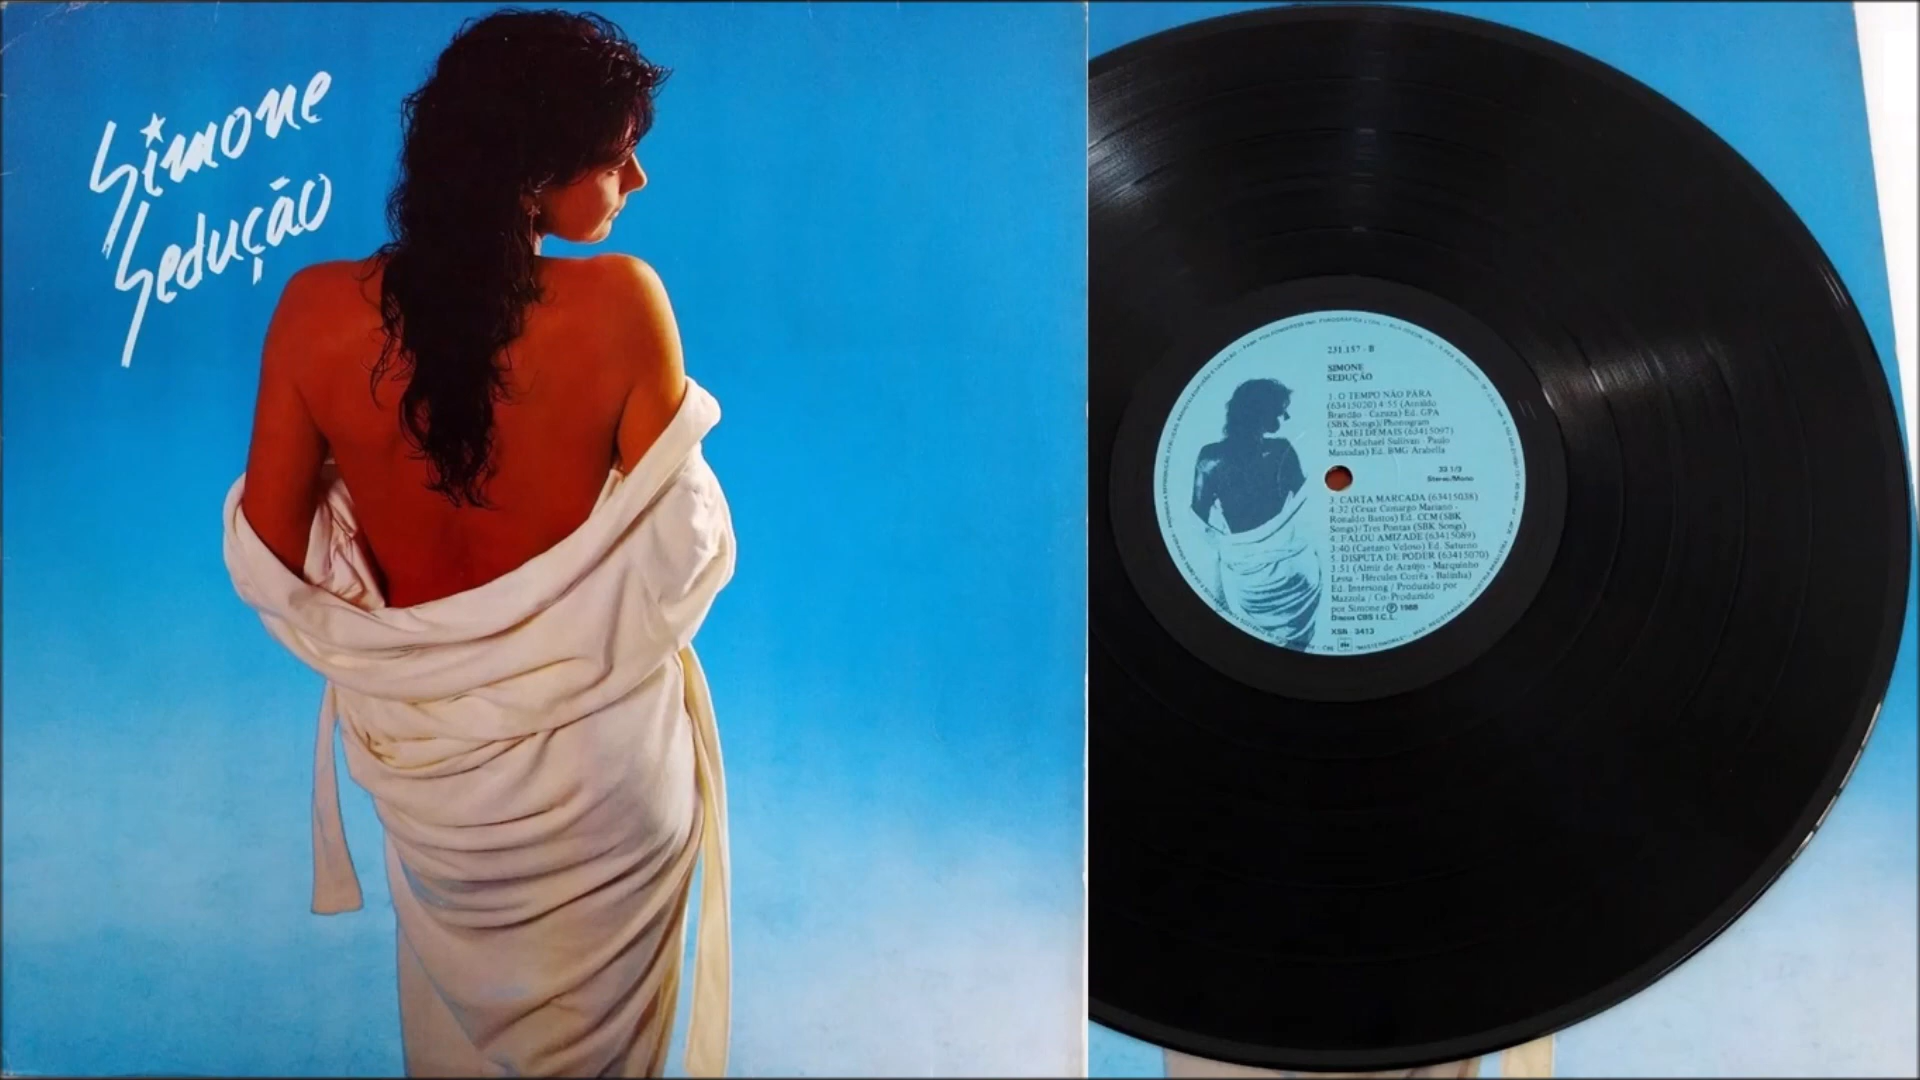 Simone
Sedução
231.157 - B
SIMONE
SEDUÇÃO
1. O TEMPO NÃO PÁRA
(63415020) 4:55 (Arnaldo
Brandão - Cazuza) Ed. GPA
(SBK Songs)/Phonogram
2. AMEI DEMAIS (63415097)
4:35 (Michael Sullivan - Paulo
Massadas) Ed. BMG Arabella
33 1/3
Stereo/Mono
3. CARTA MARCADA (63415038)
4:32 (Cesar Camargo Mariano -
Ronaldo Bastos) Ed. CCM (SBK
Songs)/Tres Pontas (SBK Songs)
4. FALOU AMIZADE (63415089)
3:40 (Caetano Veloso) Ed. Saturno
5. DISPUTA DE PODER (63415070)
3:51 (Almir de Araújo - Marquinho
Lessa - Hércules Corrêa - Balinha)
Ed. Intersong / Produzido por
Mazzola / Co-Produzido
por Simone / Ⓟ 1988
Discos CBS I.C.L.
XSB - 3413